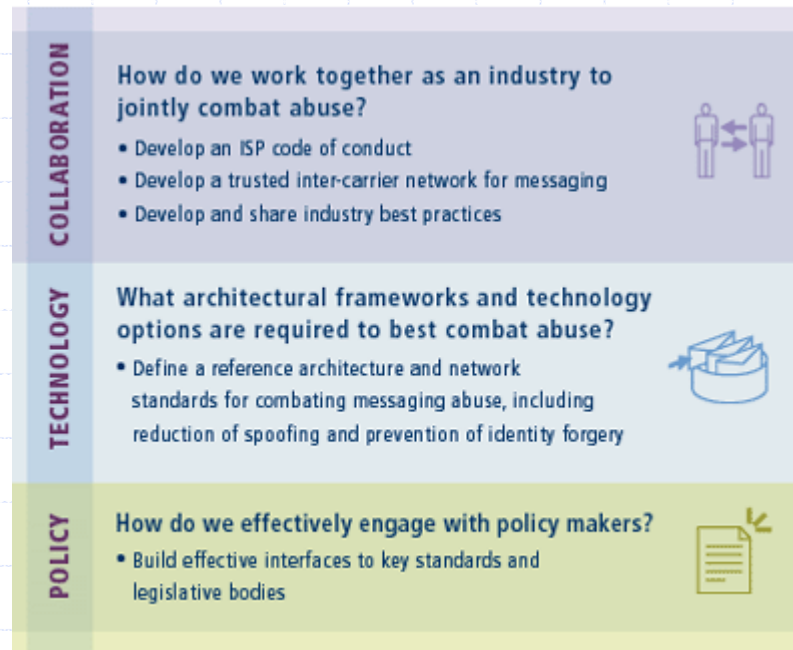 COLLABORATION
How do we work together as an industry to
jointly combat abuse?
• Develop an ISP code of conduct
• Develop a trusted inter-carrier network for messaging
• Develop and share industry best practices
TECHNOLOGY
What architectural frameworks and technology
options are required to best combat abuse?
• Define a reference architecture and network
standards for combating messaging abuse, including
reduction of spoofing and prevention of identity forgery
POLICY
How do we effectively engage with policy makers?
• Build effective interfaces to key standards and
legislative bodies